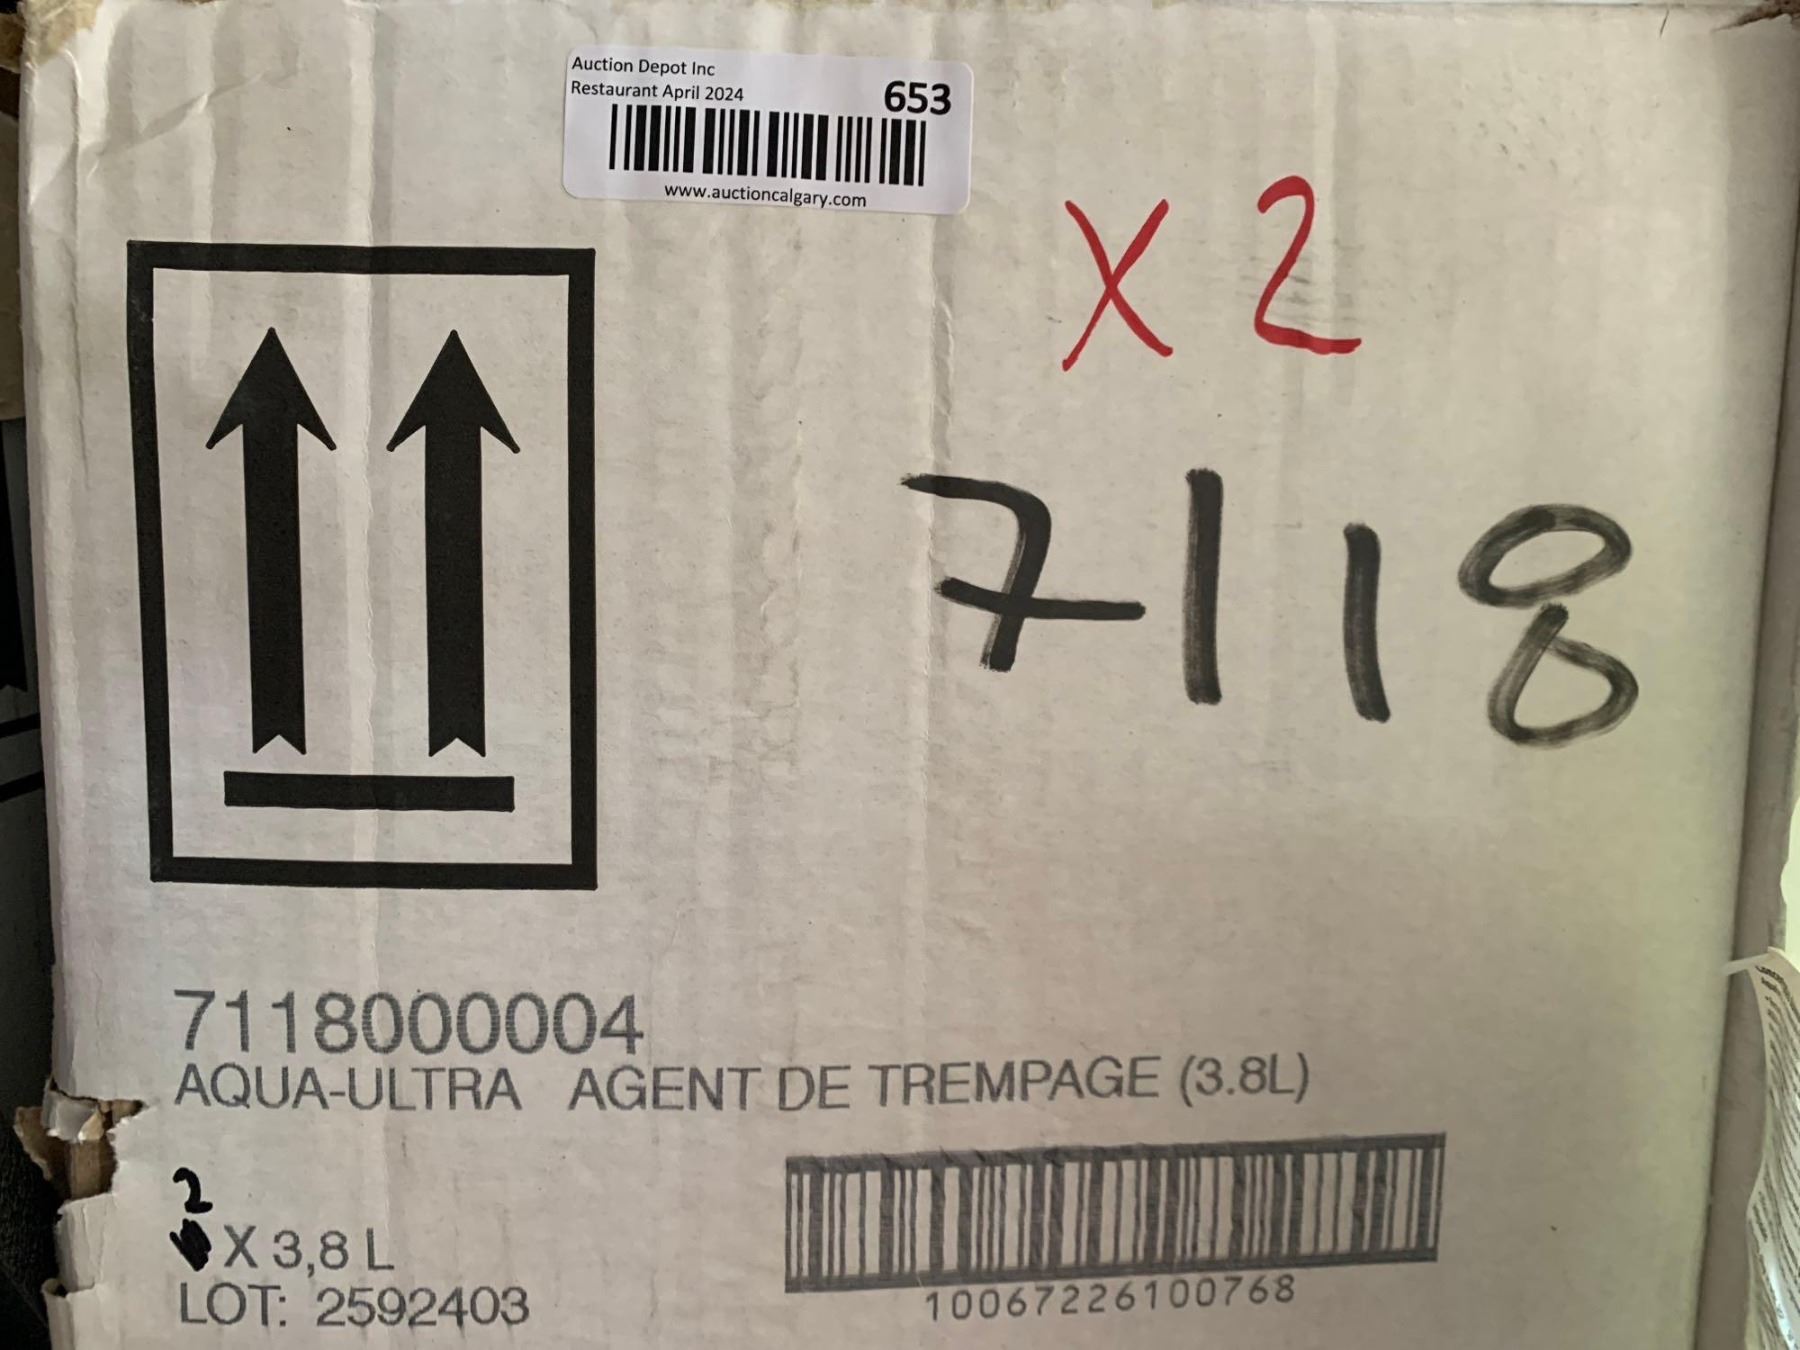 Auction Depot Inc
Restaurant April 2024
653
www.auctioncalgary.com
X 2
7118
7118000004
AQUA-ULTRA AGENT DE TREMPAGE (3.8L)
2
X 3,8 L
LOT: 2592403
10067226100768